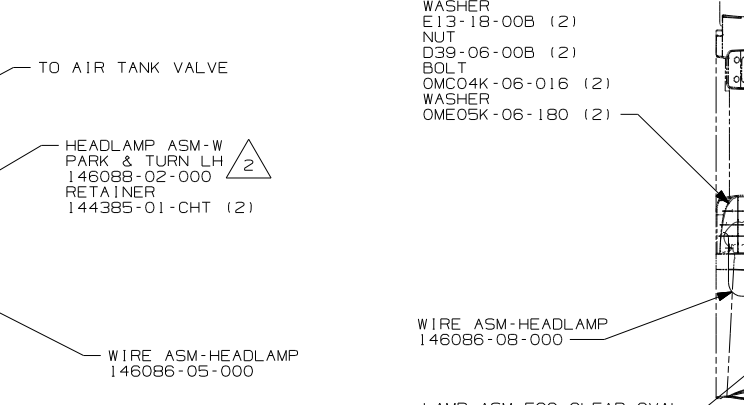 TO AIR TANK VALVE
HEADLAMP ASM-W
PARK & TURN LH
146088-02-000
2
RETAINER
144385-01-CHT (2)
WIRE ASM-HEADLAMP
146086-05-000
WASHER
E13-18-00B (2)
NUT
D39-06-00B (2)
BOLT
0MC04K-06-016 (2)
WASHER
0ME05K-06-180 (2)
WIRE ASM-HEADLAMP
146086-08-000